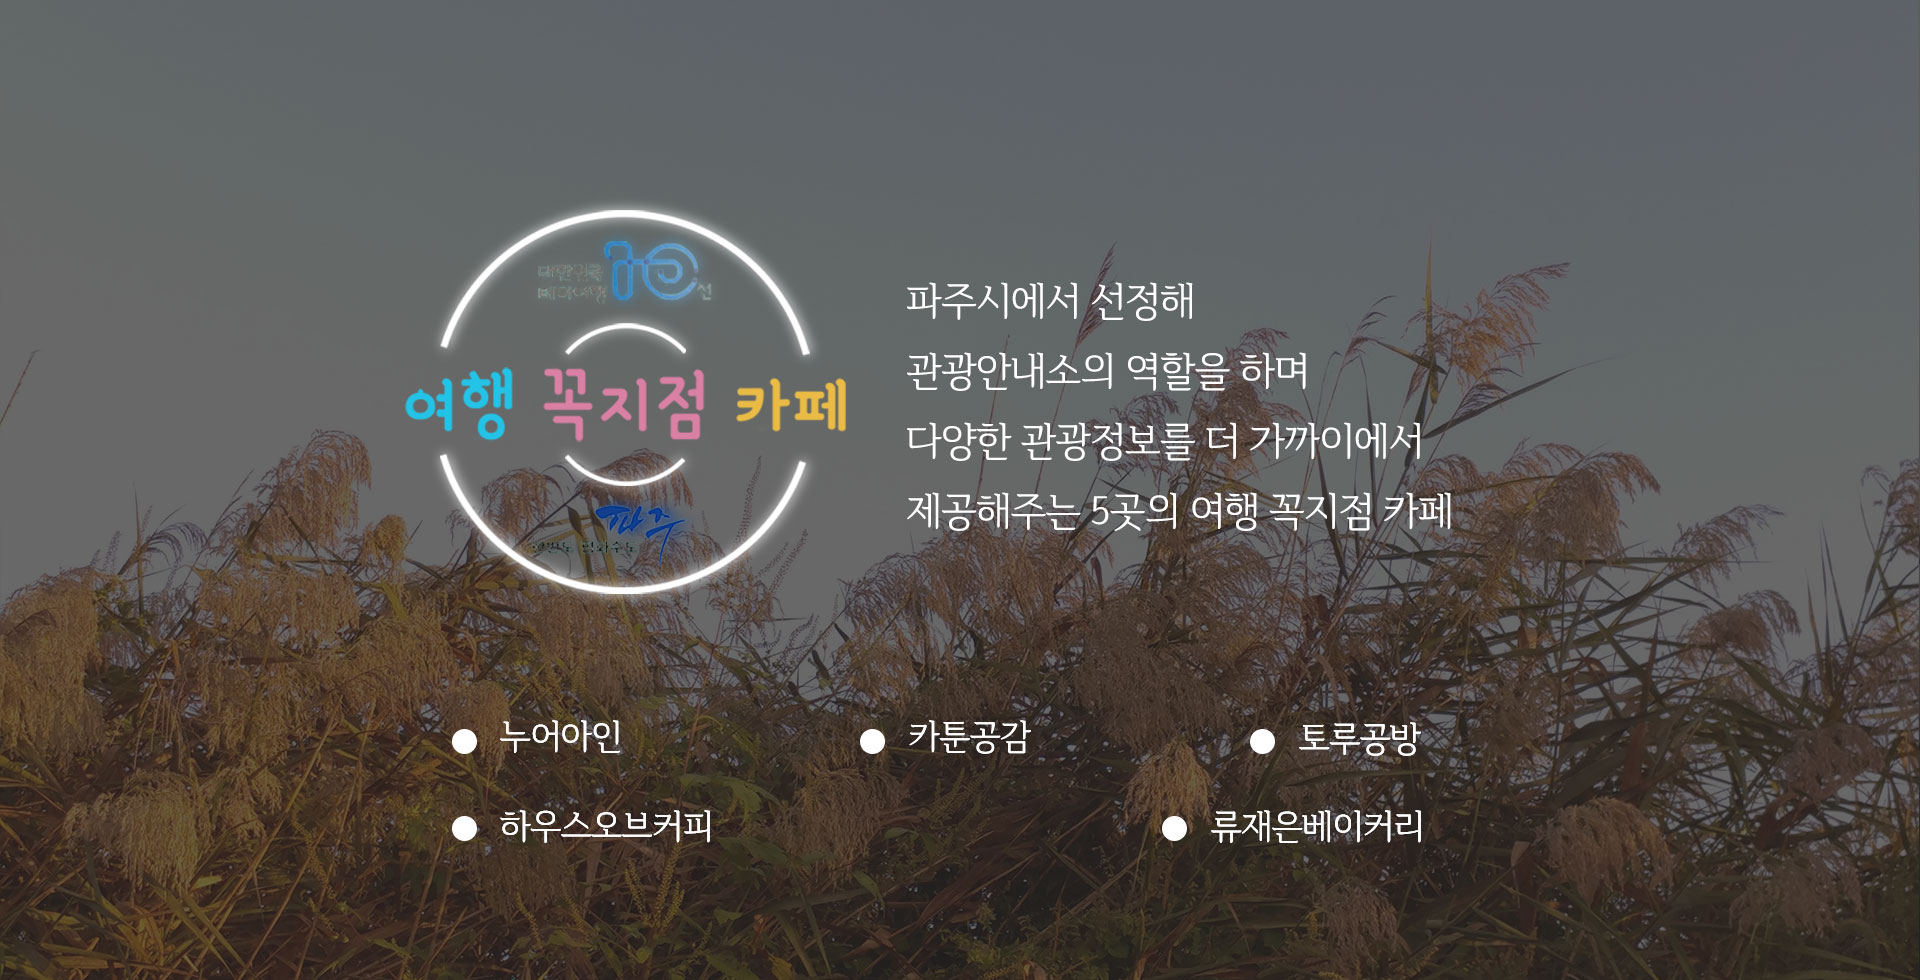 대한민국
테마여행 10선
여행 꼭지점 카페
파주
파주시에서 선정해
관광안내소의 역할을 하며
다양한 관광정보를 더 가까이에서
제공해주는 5곳의 여행 꼭지점 카페
누어아인
카툰공감
토루공방
하우스오브커피
류재은베이커리